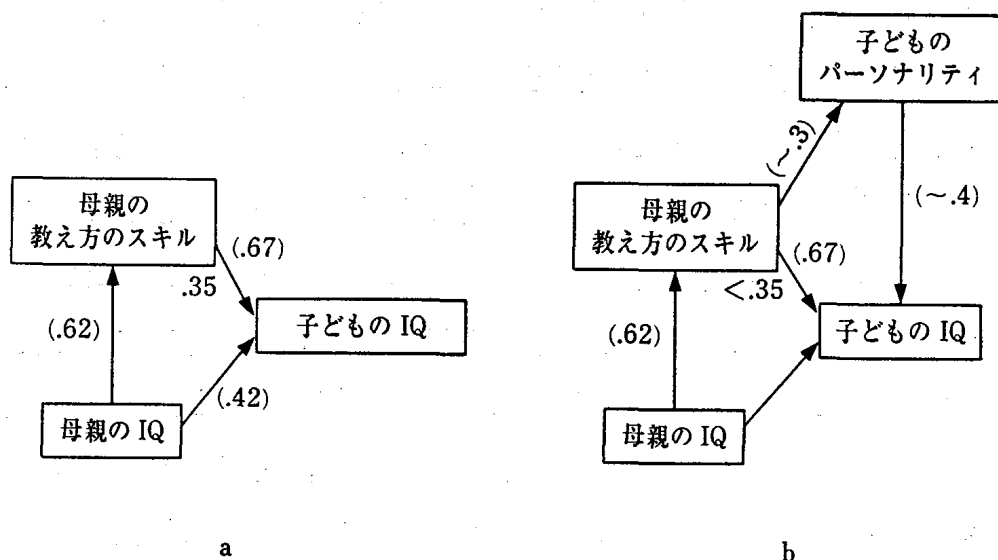 母親の
教え方のスキル
(.67)
.35
(.62)
子どもの IQ
(.42)
母親の IQ
a
子どもの
パーソナリティ
(～.3)
(～.4)
母親の
教え方のスキル
(.67)
<.35
(.62)
子どもの IQ
母親の IQ
b